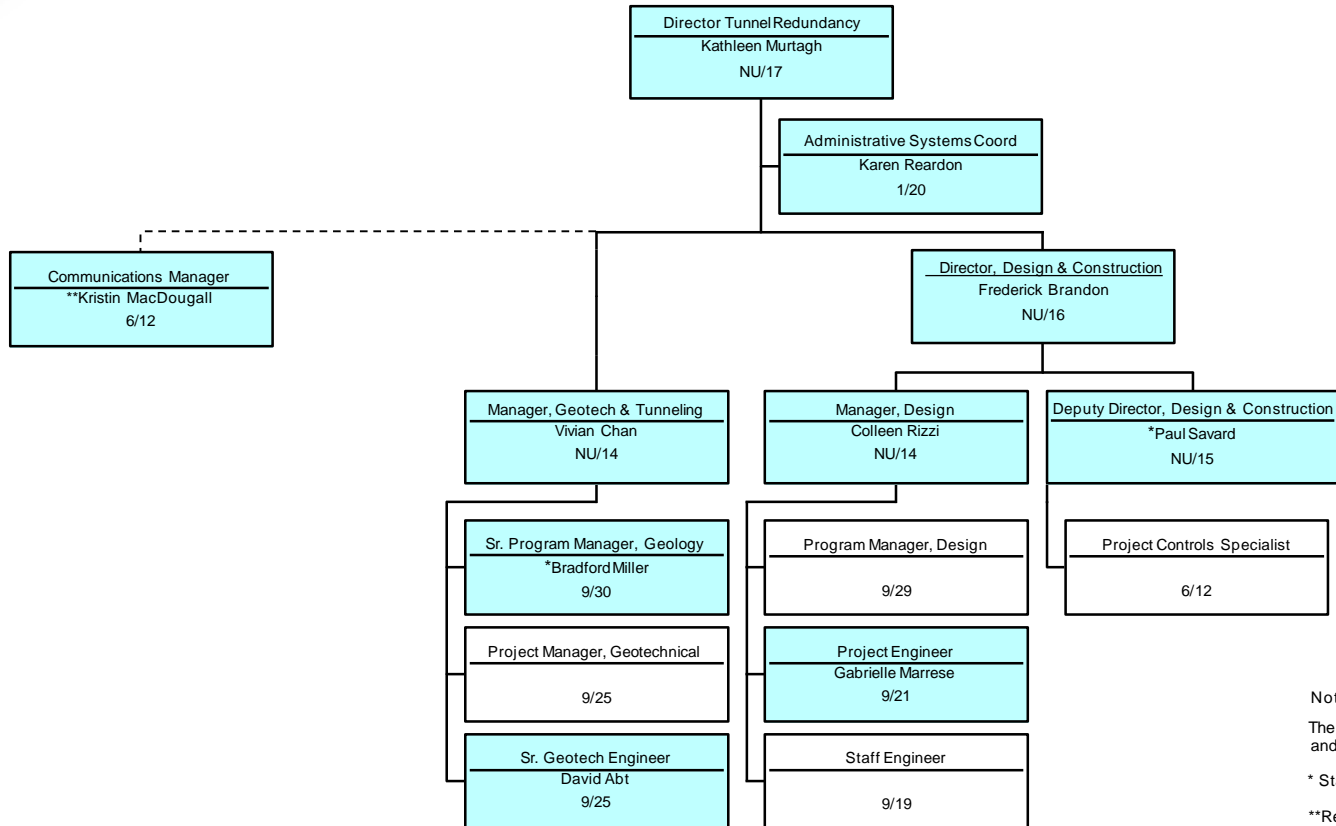 Director Tunnel Redundancy
Kathleen Murtagh
NU/17
Administrative Systems Coord
Karen Reardon
1/20
Communications Manager
**Kristin MacDougall
6/12
Director, Design & Construction
Frederick Brandon
NU/16
Manager, Geotech & Tunneling
Vivian Chan
NU/14
Manager, Design
Colleen Rizzi
NU/14
Deputy Director, Design & Construction
*Paul Savard
NU/15
Sr. Program Manager, Geology
*Bradford Miller
9/30
Program Manager, Design
9/29
Project Controls Specialist
6/12
Project Manager, Geotechnical
9/25
Project Engineer
Gabrielle Marrese
9/21
Sr. Geotech Engineer
David Abt
9/25
Staff Engineer
9/19
The
and